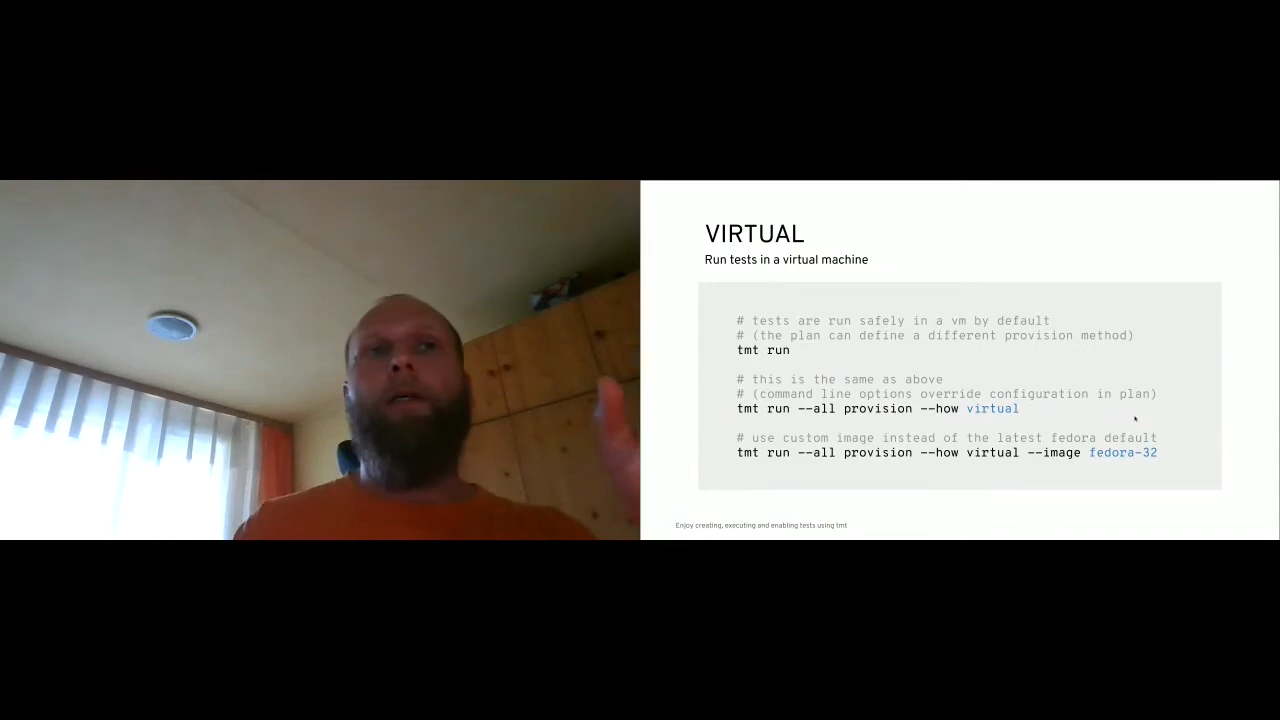 VIRTUAL
Run tests in a virtual machine
# tests are run safely in a vm by default
# (the plan can define a different provision method)
tmt run
# this is the same as above
# (command line options override configuration in plan)
tmt run --all provision --how virtual
# use custom image instead of the latest fedora default
tmt run --all provision --how virtual --image fedora-32
Enjoy creating, executing and enabling tests using tmt